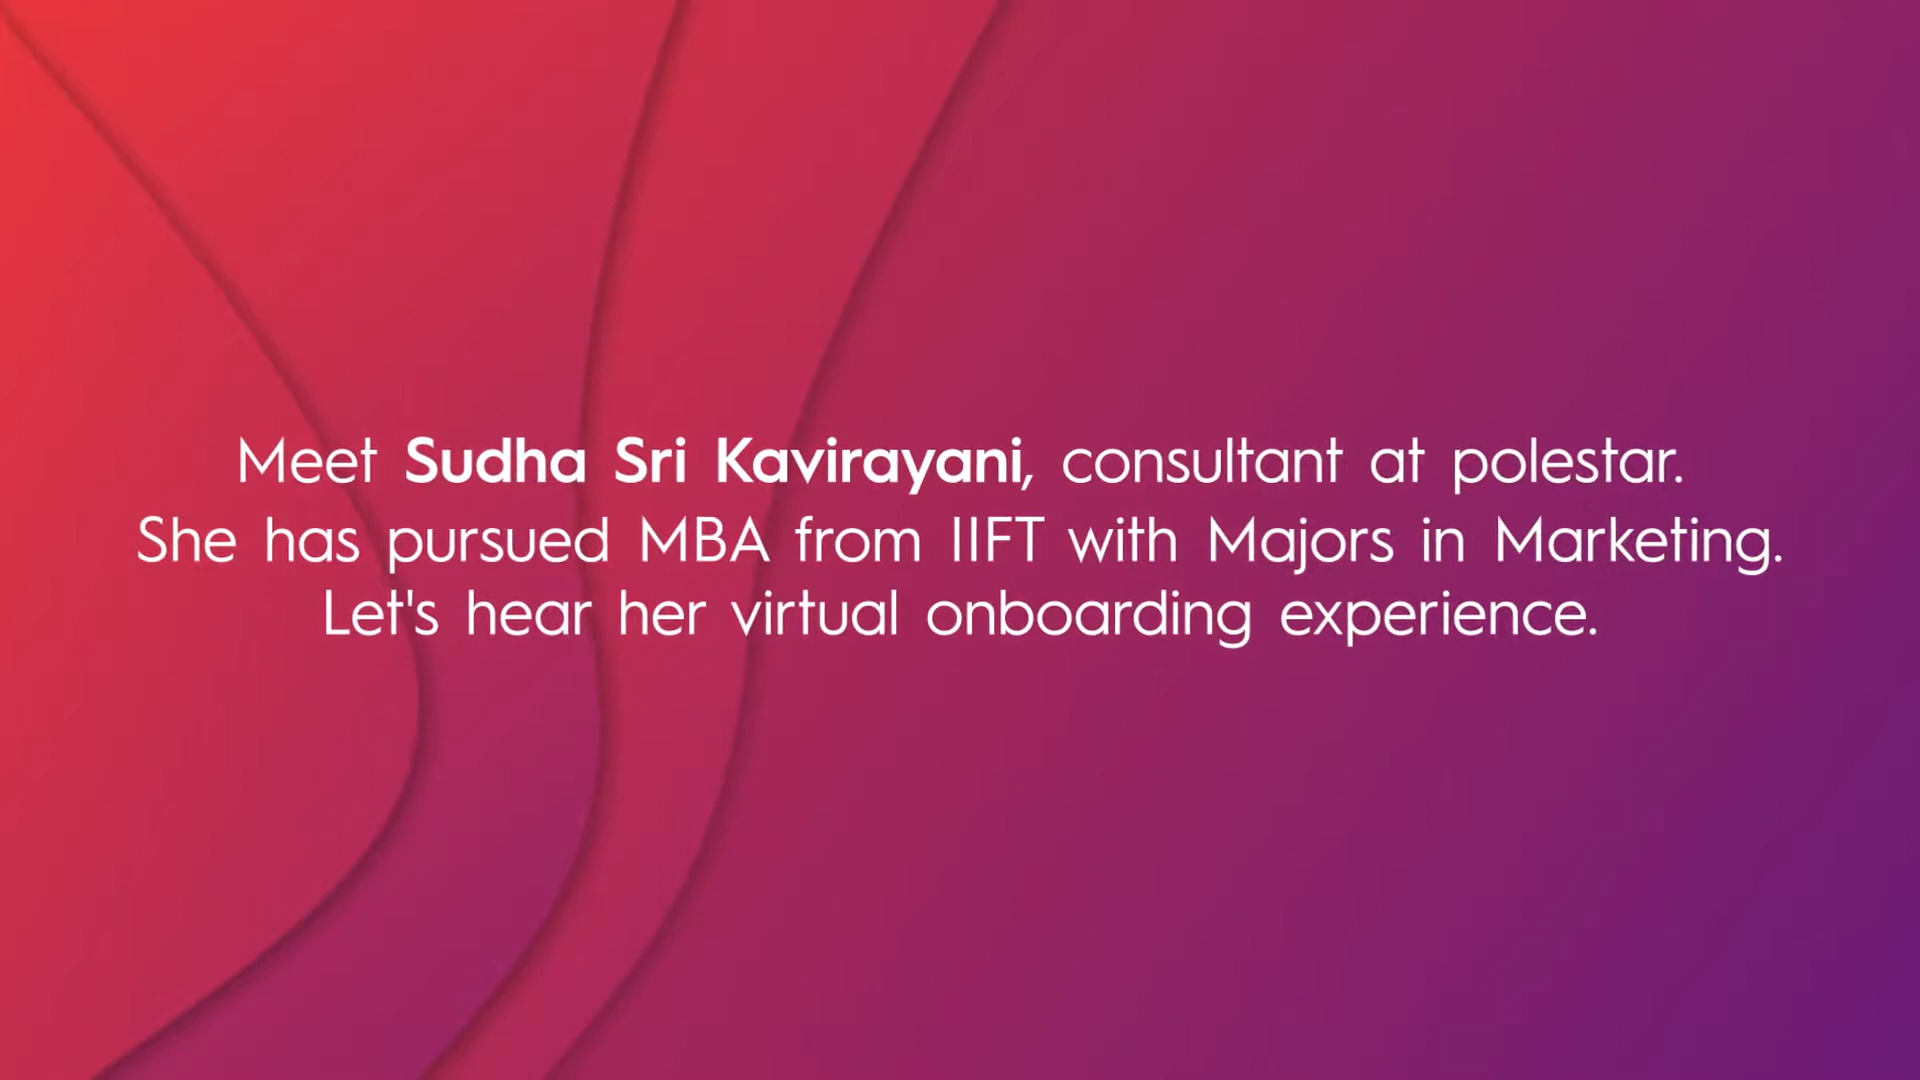 Meet Sudha Sri Kavirayani, consultant at polestar.
She has pursued MBA from IIFT with Majors in Marketing.
Let's hear her virtual onboarding experience.